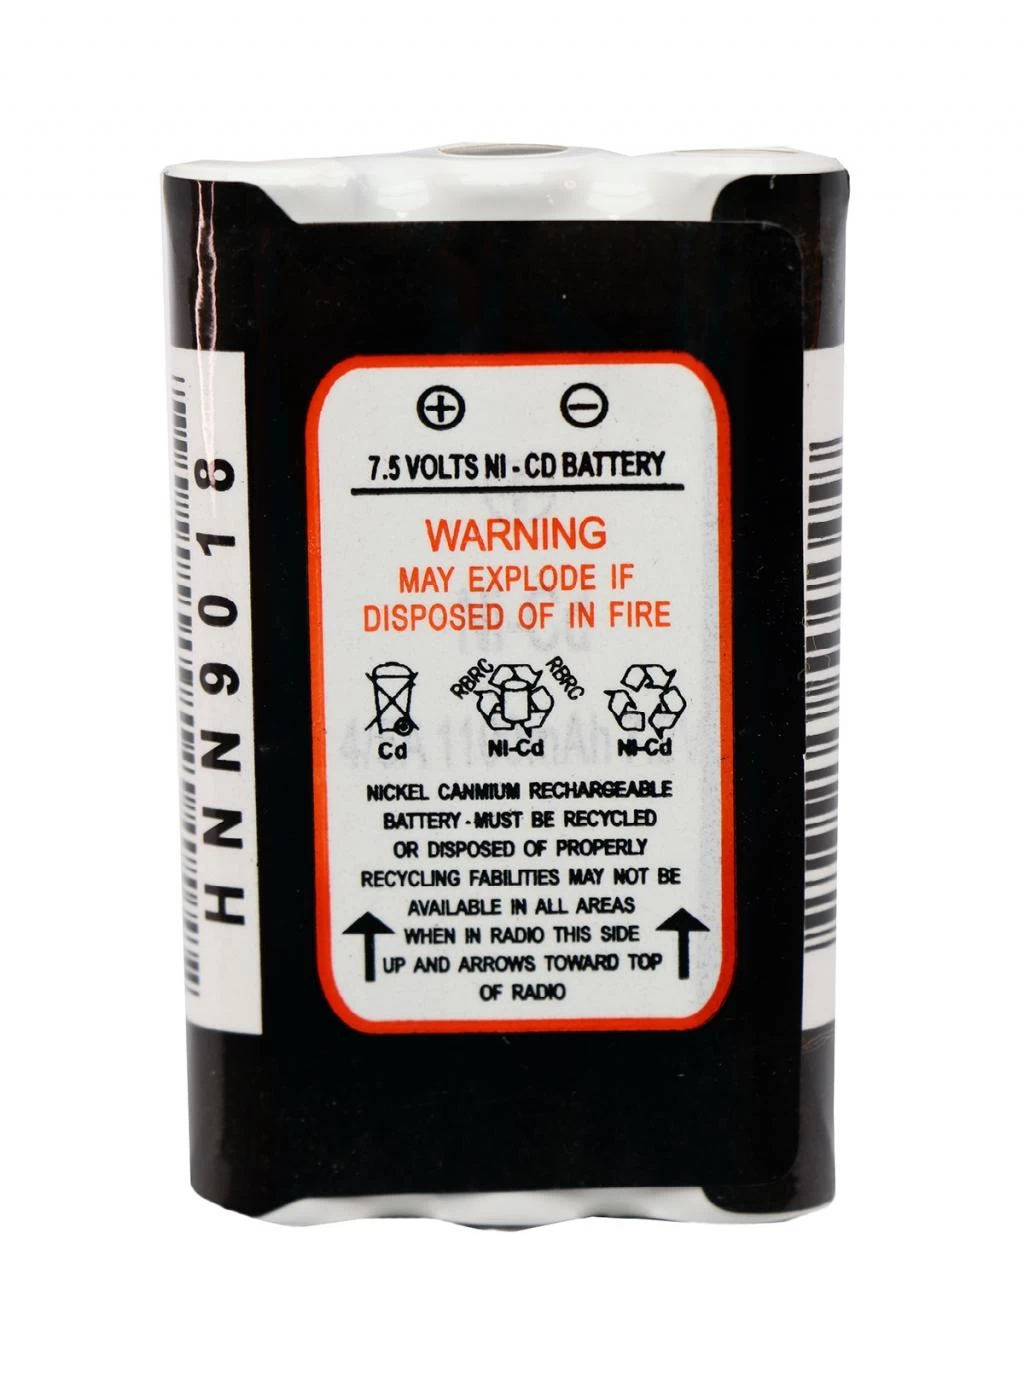 HNN9018
7.5 VOLTS NI - CD BATTERY
WARNING
MAY EXPLODE IF
DISPOSED OF IN FIRE
RBRC RBRC
Cd NI-Cd NI-Cd
NICKEL CANMIUM RECHARGEABLE
BATTERY - MUST BE RECYCLED
OR DISPOSED OF PROPERLY
RECYCLING FABILITIES MAY NOT BE
AVAILABLE IN ALL AREAS
WHEN IN RADIO THIS SIDE
UP AND ARROWS TOWARD TOP
OF RADIO